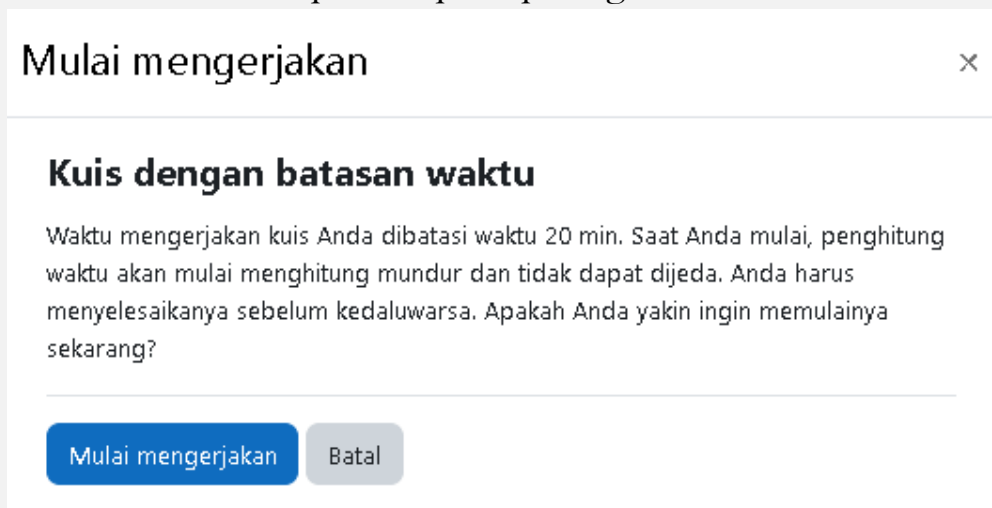 Mulai mengerjakan ×
Kuis dengan batasan waktu
Waktu mengerjakan kuis Anda dibatasi waktu 20 min. Saat Anda mulai, penghitung
waktu akan mulai menghitung mundur dan tidak dapat dijeda. Anda harus
menyelesaikanya sebelum kedaluwarsa. Apakah Anda yakin ingin memulainya
sekarang?
Mulai mengerjakan Batal